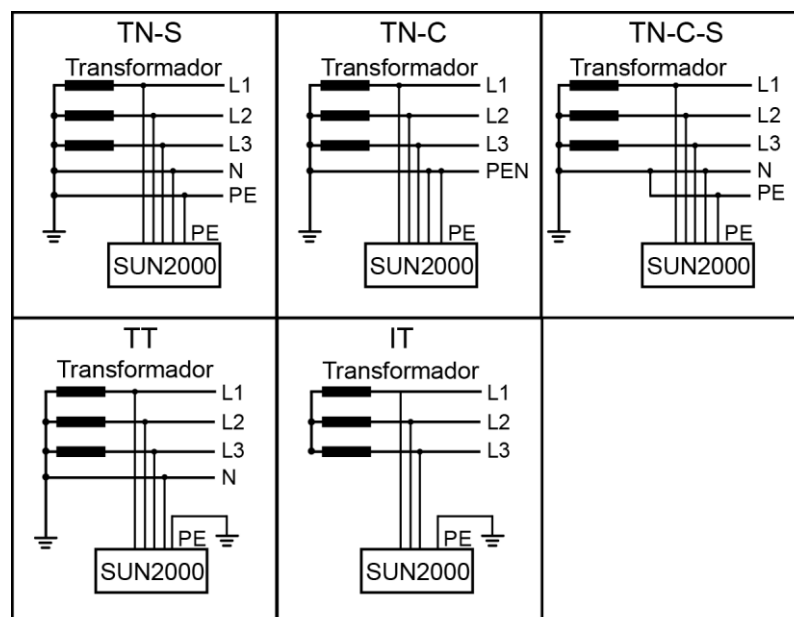 TN-S
Transformador
L1
L2
L3
N
PE
PE
SUN2000
TN-C
Transformador
L1
L2
L3
PEN
PE
SUN2000
TN-C-S
Transformador
L1
L2
L3
N
PE
PE
SUN2000
TT
Transformador
L1
L2
L3
N
PE
SUN2000
IT
Transformador
L1
L2
L3
PE
SUN2000